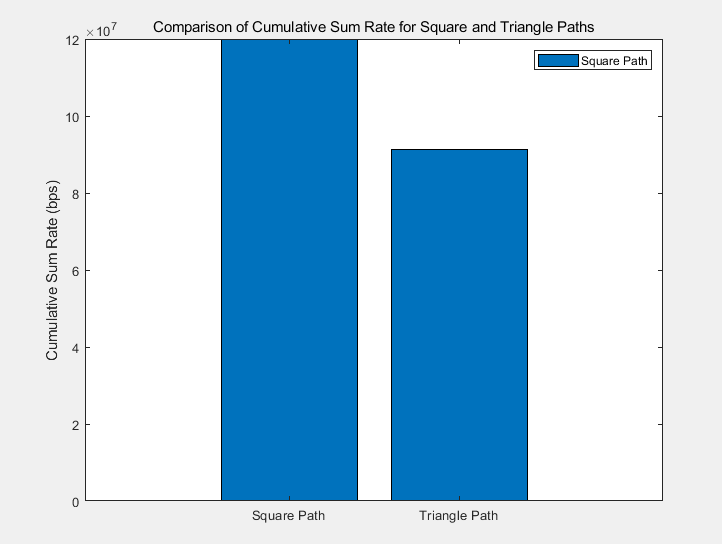 Comparison of Cumulative Sum Rate for Square and Triangle Paths
×10^7
12
10
8
6
4
2
0
Cumulative Sum Rate (bps)
Square Path
Square Path Triangle Path